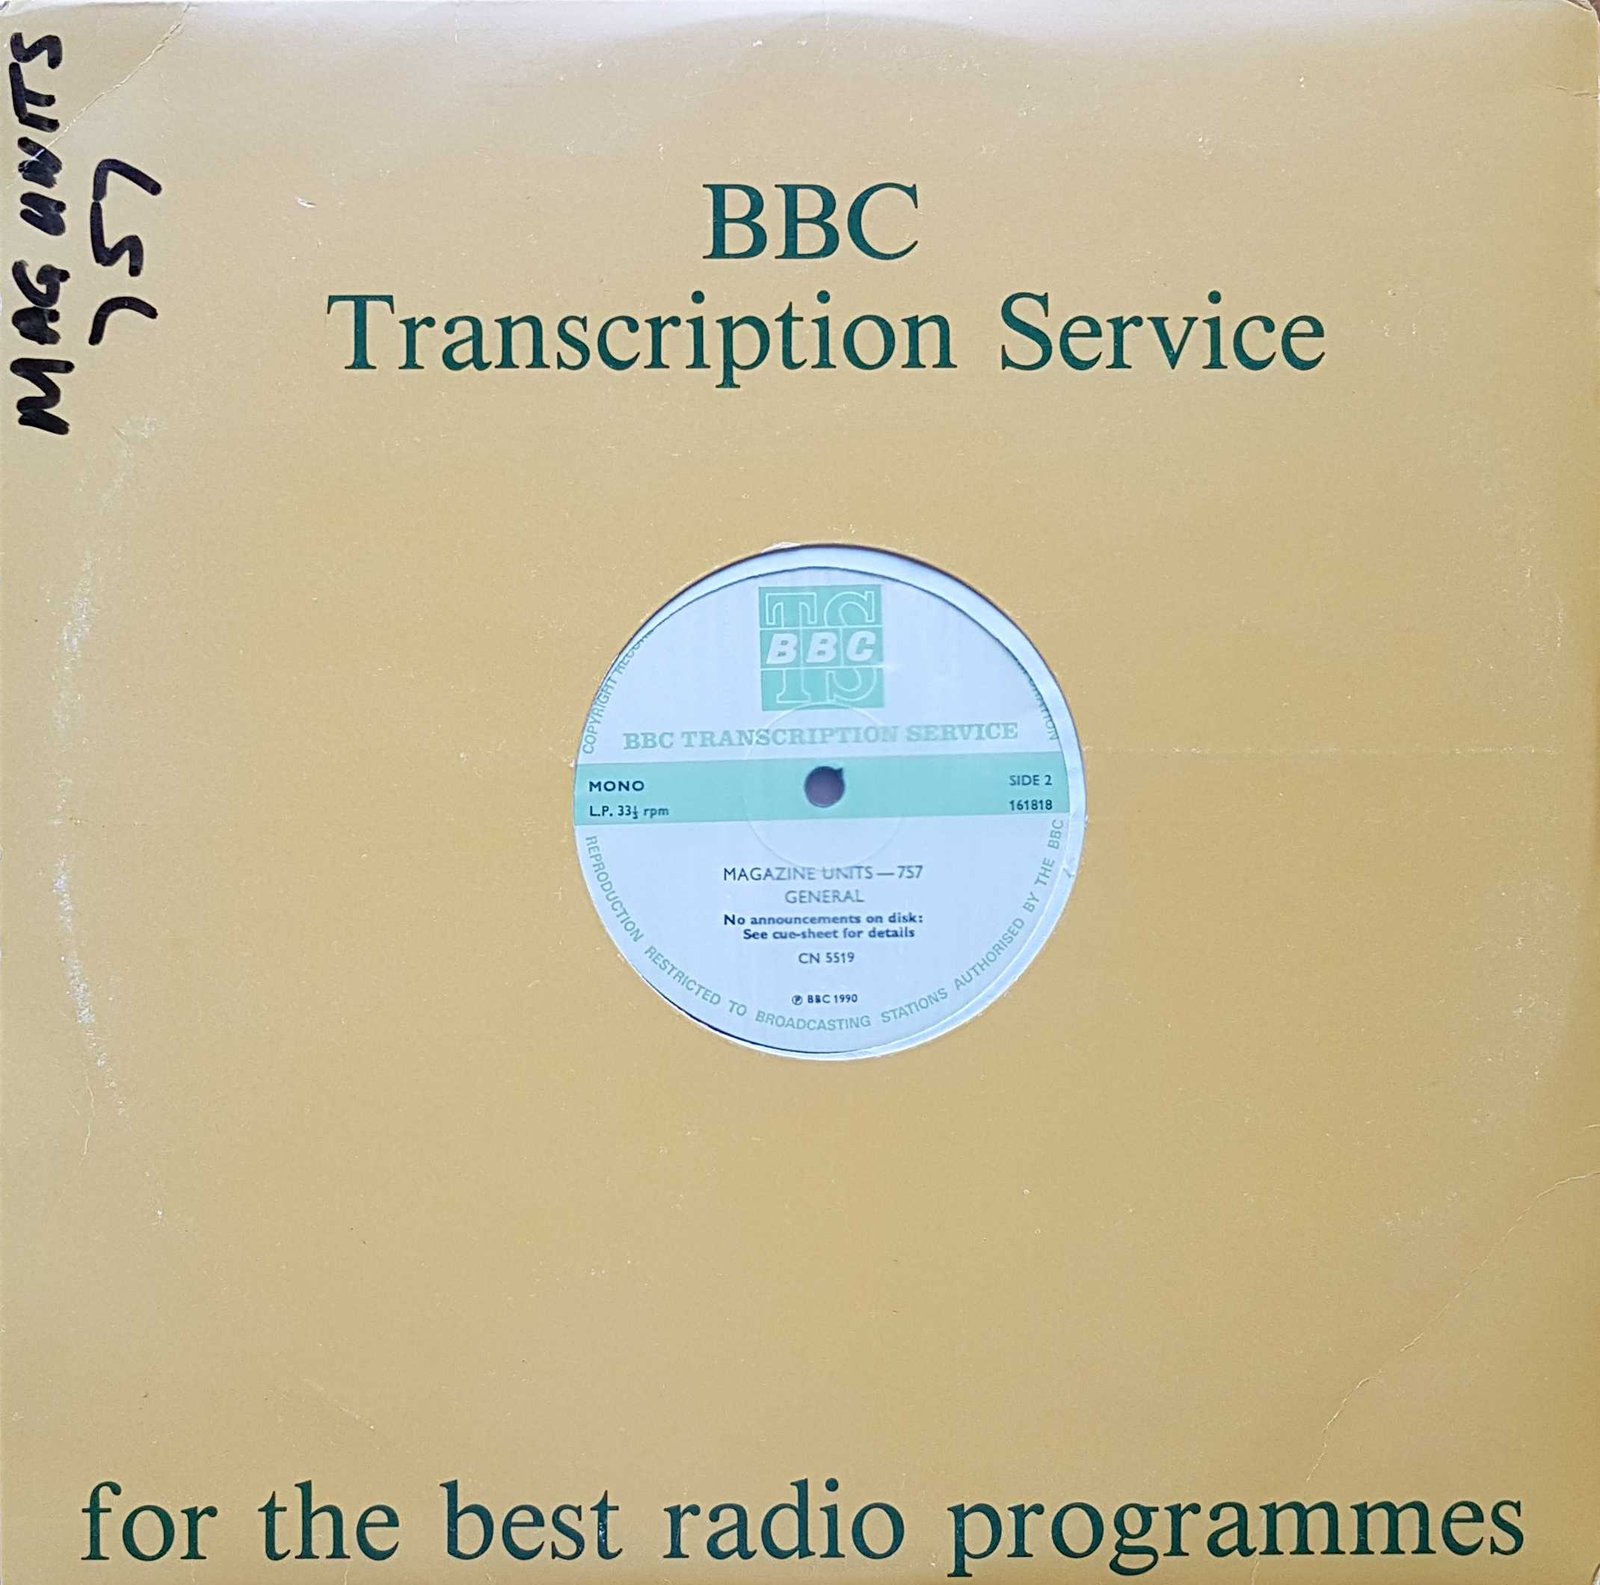 MAG UNITS
757
BBC
Transcription Service
TS
BBC
BBC TRANSCRIPTION SERVICE
MONO
L.P. 33⅓ rpm
SIDE 2
161818
MAGAZINE UNITS — 757
GENERAL
No announcements on disk:
See cue-sheet for details
CN 5519
℗ BBC 1990
COPYRIGHT
REPRODUCTION RESTRICTED TO BROADCASTING STATIONS AUTHORISED BY THE BBC
for the best radio programmes